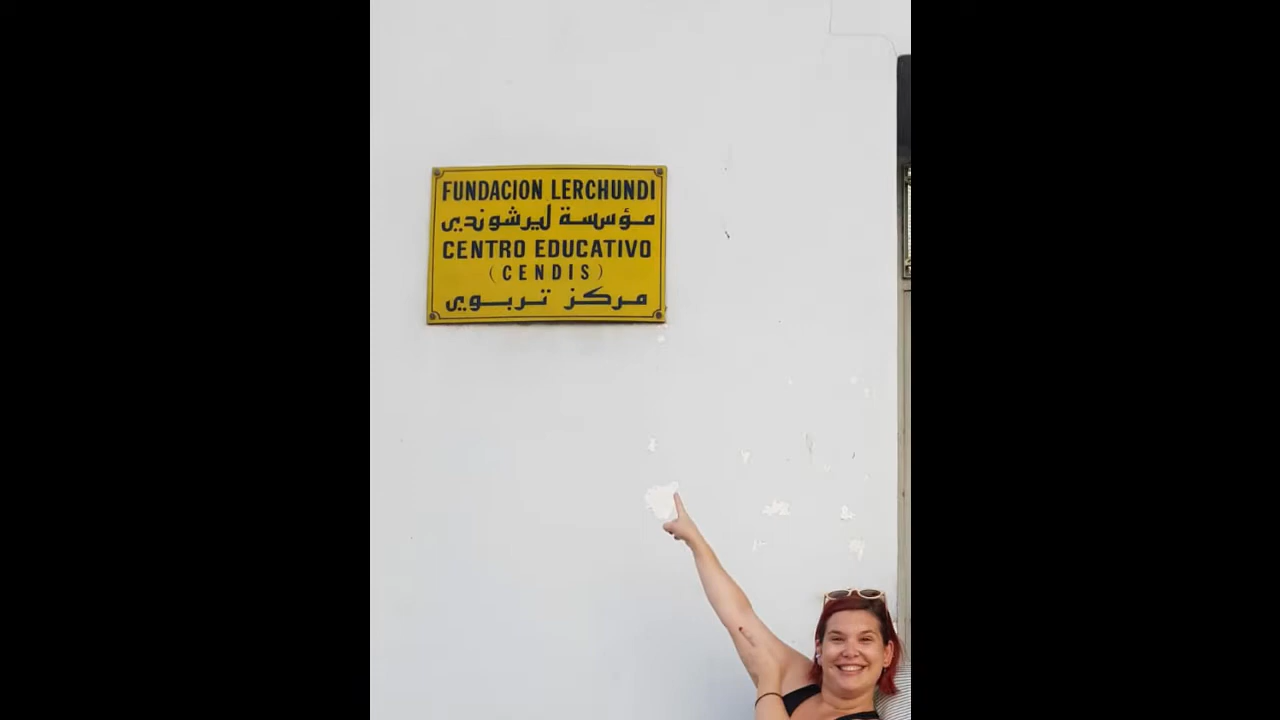 FUNDACION LERCHUNDI
مؤسسة ليرشوندي
CENTRO EDUCATIVO
(CENDIS)
مركز تربوي